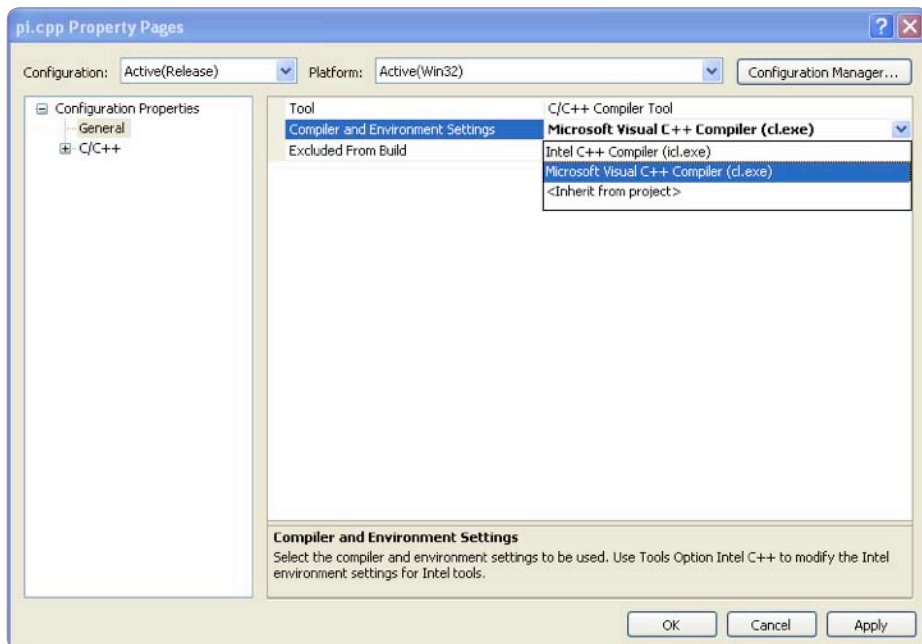 pi.cpp Property Pages
Configuration: Active(Release) Platform: Active(Win32) Configuration Manager...
Configuration Properties
General
C/C++
Tool C/C++ Compiler Tool
Compiler and Environment Settings Microsoft Visual C++ Compiler (cl.exe)
Excluded From Build
Intel C++ Compiler (icl.exe)
Microsoft Visual C++ Compiler (cl.exe)
<Inherit from project>
Compiler and Environment Settings
Select the compiler and environment settings to be used. Use Tools Option Intel C++ to modify the Intel
environment settings for Intel tools.
OK Cancel Apply